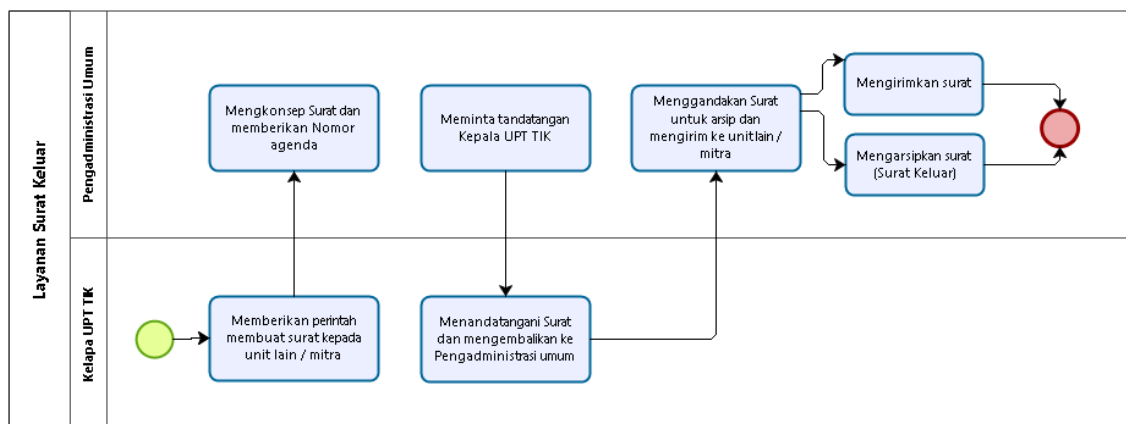 Layanan Surat Keluar
Pengadministrasi Umum
Mengkonsep Surat dan
memberikan Nomor
agenda
Meminta tandatangan
Kepala UPT TIK
Menggandakan Surat
untuk arsip dan
mengirim ke unitlain /
mitra
Mengirimkan surat
Mengarsipkan surat
(Surat Keluar)
Kelapa UPT TIK
Memberikan perintah
membuat surat kepada
unit lain / mitra
Menandatangani Surat
dan mengembalikan ke
Pengadministrasi umum